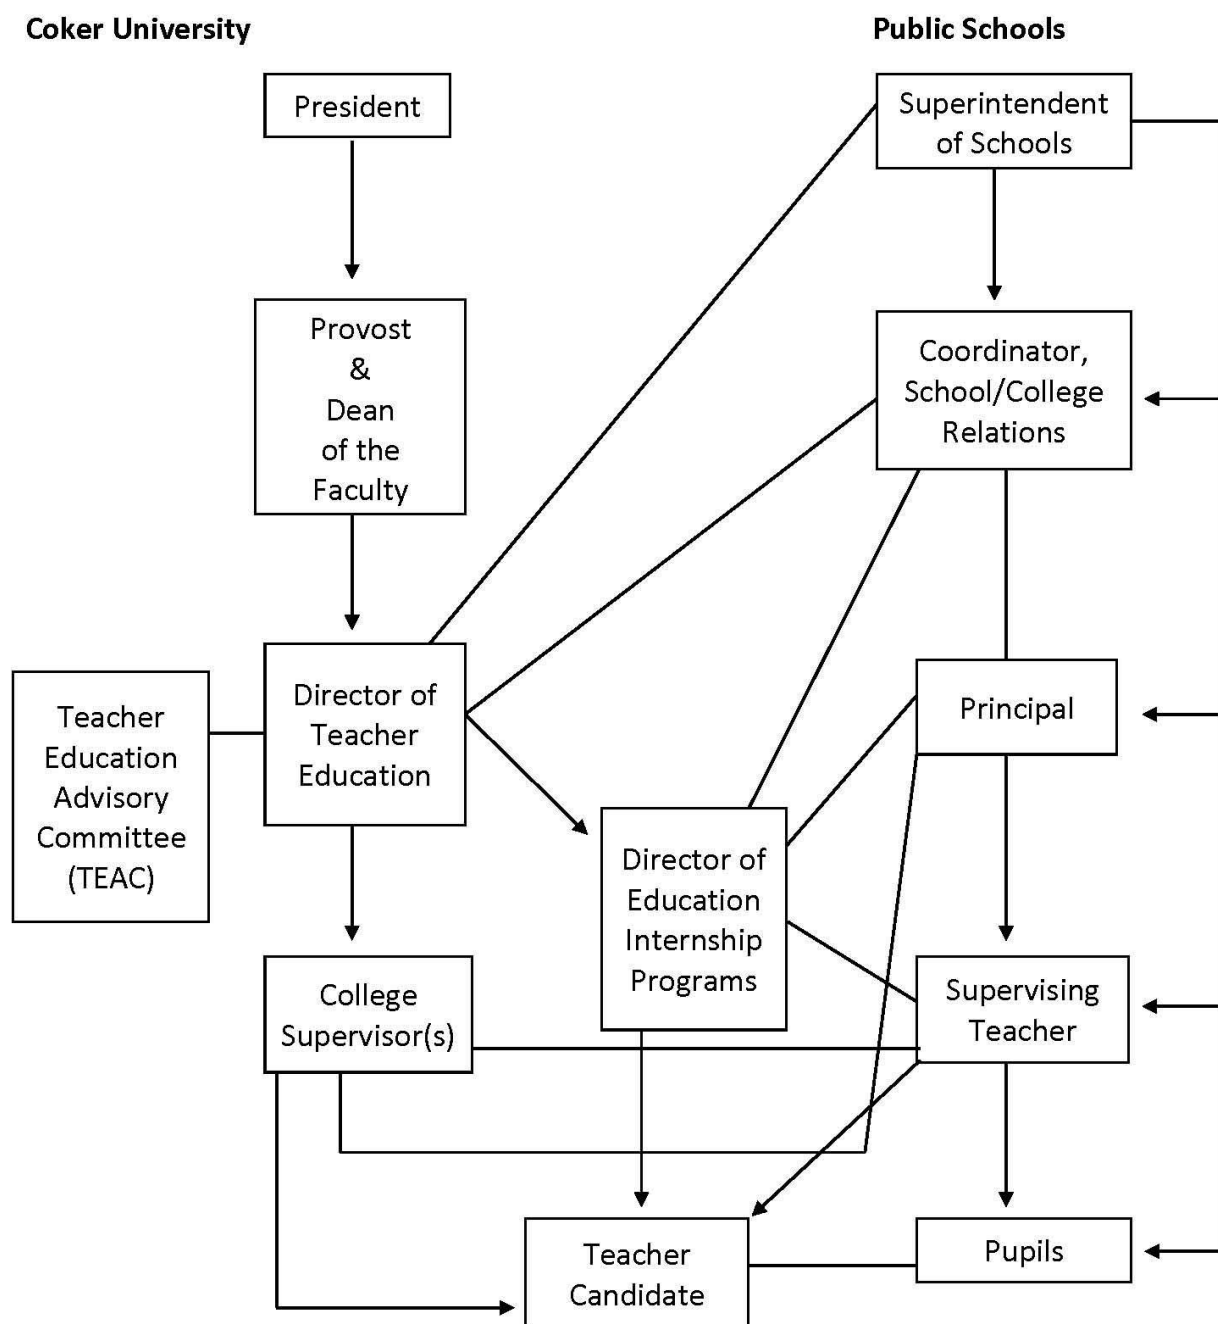 Coker University
Public Schools
President
Superintendent
of Schools
Provost
&
Dean
of the
Faculty
Coordinator,
School/College
Relations
Teacher
Education
Advisory
Committee
(TEAC)
Director of
Teacher
Education
Principal
Director of
Education
Internship
Programs
College
Supervisor(s)
Supervising
Teacher
Teacher
Candidate
Pupils